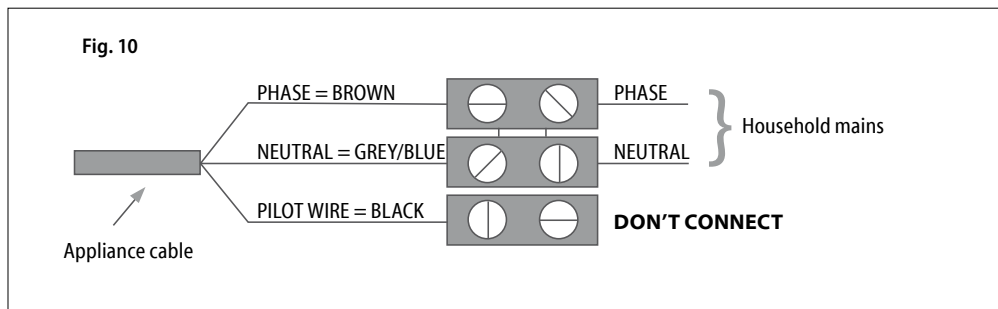 Fig. 10
PHASE = BROWN
PHASE
Household mains
NEUTRAL = GREY/BLUE
NEUTRAL
PILOT WIRE = BLACK
DON'T CONNECT
Appliance cable